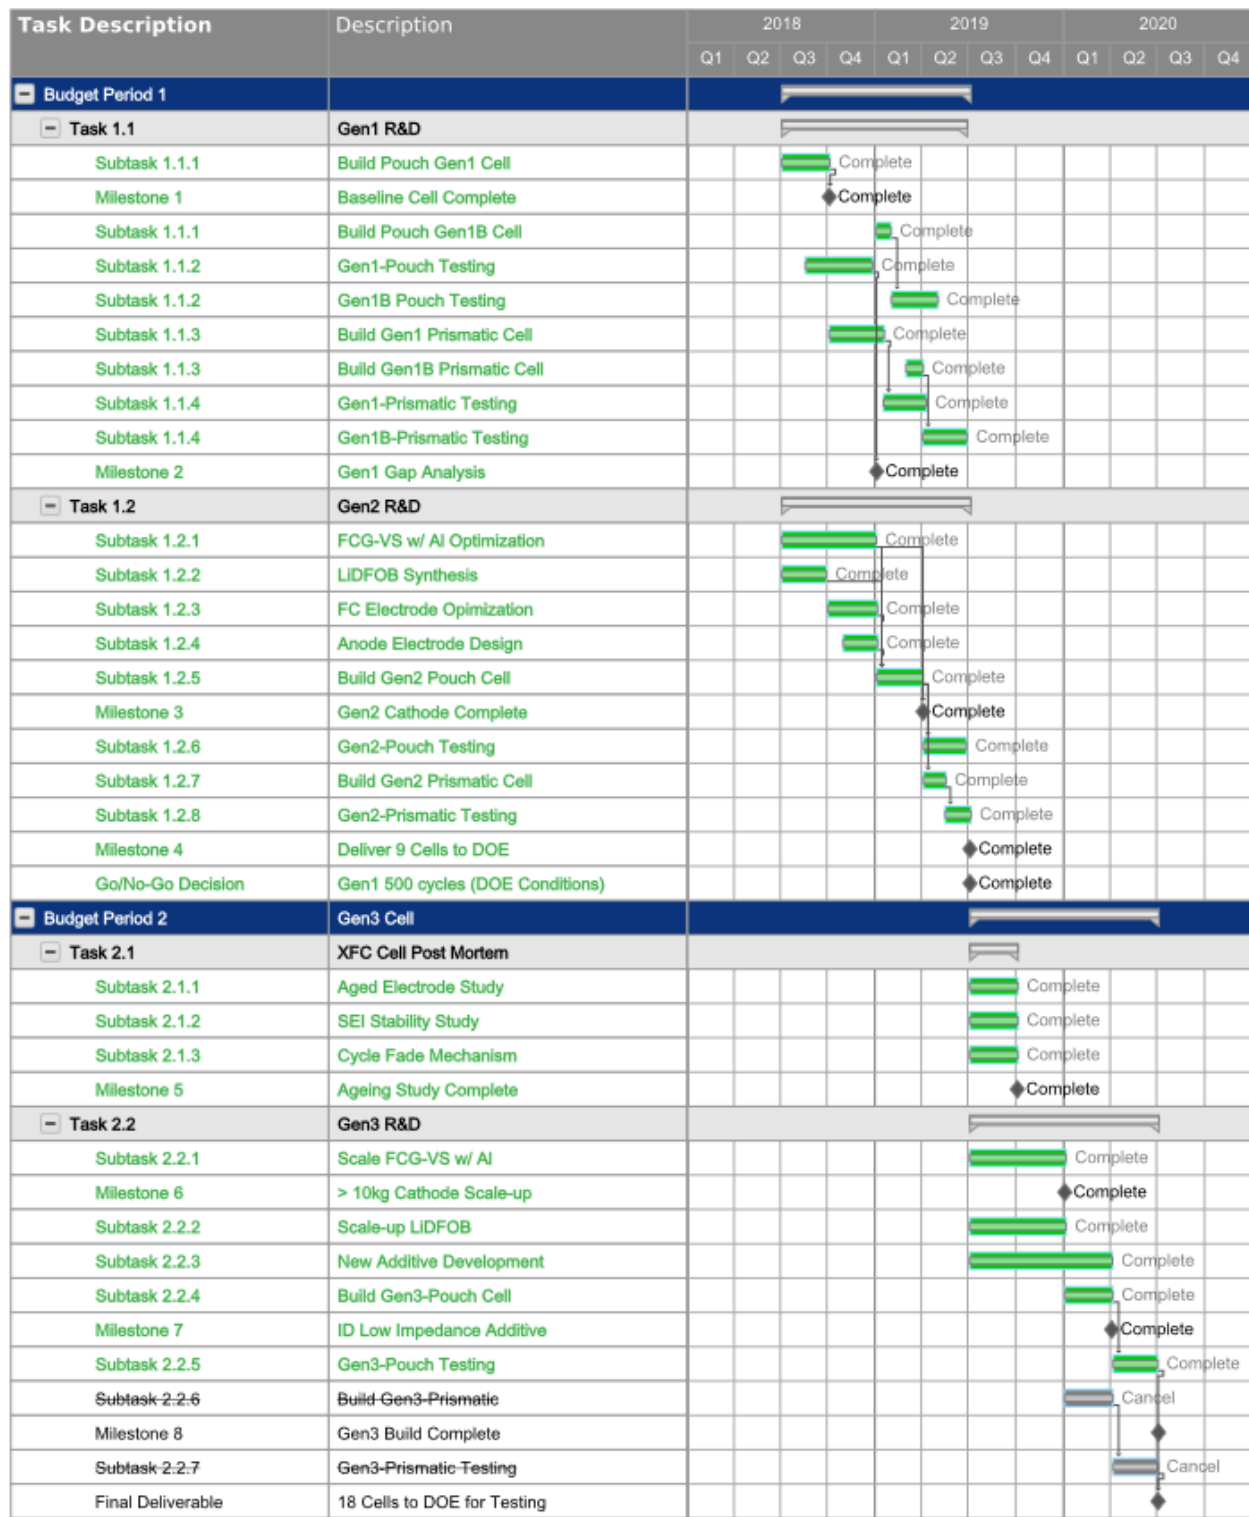 Task Description Description 2018 2019 2020
Q1 Q2 Q3 Q4 Q1 Q2 Q3 Q4 Q1 Q2 Q3 Q4
Budget Period 1
Task 1.1 Gen1 R&D
Subtask 1.1.1 Build Pouch Gen1 Cell Complete
Milestone 1 Baseline Cell Complete Complete
Subtask 1.1.1 Build Pouch Gen1B Cell Complete
Subtask 1.1.2 Gen1-Pouch Testing Complete
Subtask 1.1.2 Gen1B Pouch Testing Complete
Subtask 1.1.3 Build Gen1 Prismatic Cell Complete
Subtask 1.1.3 Build Gen1B Prismatic Cell Complete
Subtask 1.1.4 Gen1-Prismatic Testing Complete
Subtask 1.1.4 Gen1B-Prismatic Testing Complete
Milestone 2 Gen1 Gap Analysis Complete
Task 1.2 Gen2 R&D
Subtask 1.2.1 FCG-VS w/ Al Optimization Complete
Subtask 1.2.2 LiDFOB Synthesis Complete
Subtask 1.2.3 FC Electrode Opimization Complete
Subtask 1.2.4 Anode Electrode Design Complete
Subtask 1.2.5 Build Gen2 Pouch Cell Complete
Milestone 3 Gen2 Cathode Complete Complete
Subtask 1.2.6 Gen2-Pouch Testing Complete
Subtask 1.2.7 Build Gen2 Prismatic Cell Complete
Subtask 1.2.8 Gen2-Prismatic Testing Complete
Milestone 4 Deliver 9 Cells to DOE Complete
Go/No-Go Decision Gen1 500 cycles (DOE Conditions) Complete
Budget Period 2 Gen3 Cell
Task 2.1 XFC Cell Post Mortem
Subtask 2.1.1 Aged Electrode Study Complete
Subtask 2.1.2 SEI Stability Study Complete
Subtask 2.1.3 Cycle Fade Mechanism Complete
Milestone 5 Ageing Study Complete Complete
Task 2.2 Gen3 R&D
Subtask 2.2.1 Scale FCG-VS w/ Al Complete
Milestone 6 > 10kg Cathode Scale-up Complete
Subtask 2.2.2 Scale-up LiDFOB Complete
Subtask 2.2.3 New Additive Development Complete
Subtask 2.2.4 Build Gen3-Pouch Cell Complete
Milestone 7 ID Low Impedance Additive Complete
Subtask 2.2.5 Gen3-Pouch Testing Complete
Subtask 2.2.6 Build Gen3-Prismatic Cancel
Milestone 8 Gen3 Build Complete
Subtask 2.2.7 Gen3-Prismatic Testing Cancel
Final Deliverable 18 Cells to DOE for Testing